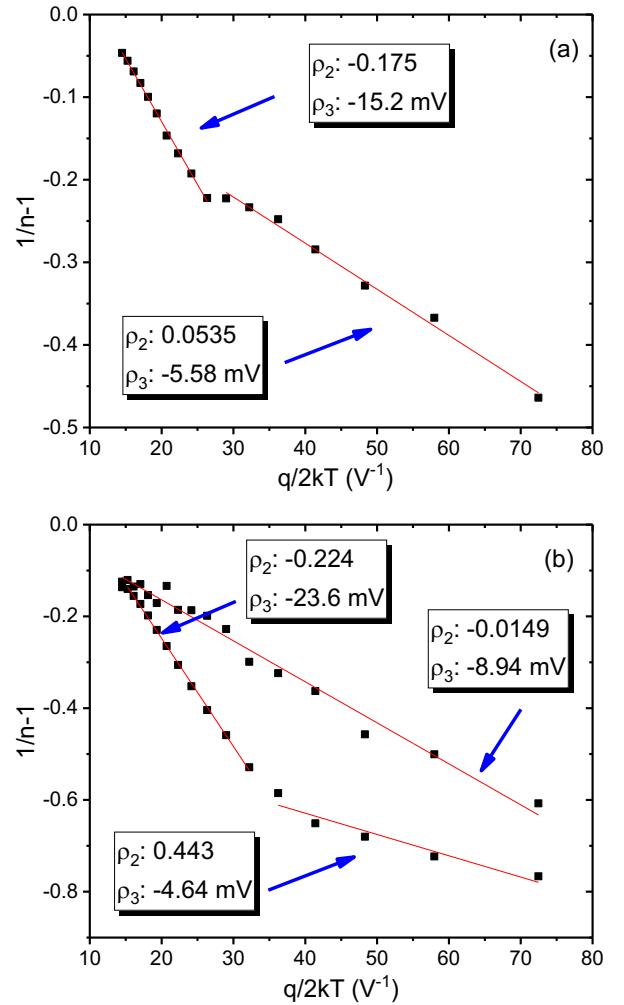 (a)
0.0
-0.1
-0.2
-0.3
-0.4
-0.5
1/n-1
ρ₂: -0.175
ρ₃: -15.2 mV
ρ₂: 0.0535
ρ₃: -5.58 mV
10 20 30 40 50 60 70 80
q/2kT (V⁻¹)
(b)
0.0
-0.2
-0.4
-0.6
-0.8
1/n-1
ρ₂: -0.224
ρ₃: -23.6 mV
ρ₂: -0.0149
ρ₃: -8.94 mV
ρ₂: 0.443
ρ₃: -4.64 mV
10 20 30 40 50 60 70 80
q/2kT (V⁻¹)